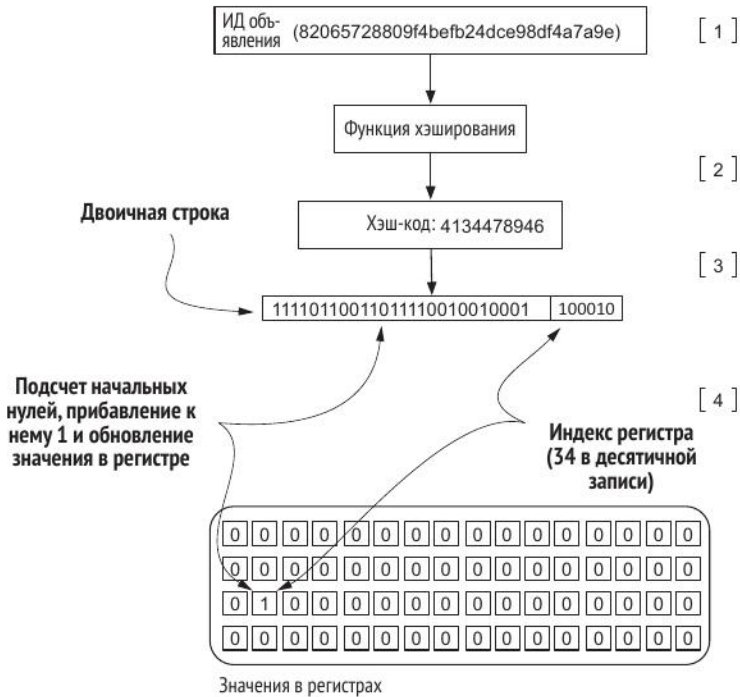 ИД объ-
явления (82065728809f4befb24dce98df4a7a9e)
[ 1 ]
Функция хэширования
[ 2 ]
Двоичная строка
Хэш-код: 4134478946
[ 3 ]
11110110011011110010010001 100010
Подсчет начальных
нулей, прибавление к
нему 1 и обновление
значения в регистре
[ 4 ]
Индекс регистра
(34 в десятичной
записи)
0 0 0 0 0 0 0 0 0 0 0 0 0 0 0 0
0 0 0 0 0 0 0 0 0 0 0 0 0 0 0 0
0 1 0 0 0 0 0 0 0 0 0 0 0 0 0 0
0 0 0 0 0 0 0 0 0 0 0 0 0 0 0 0
Значения в регистрах